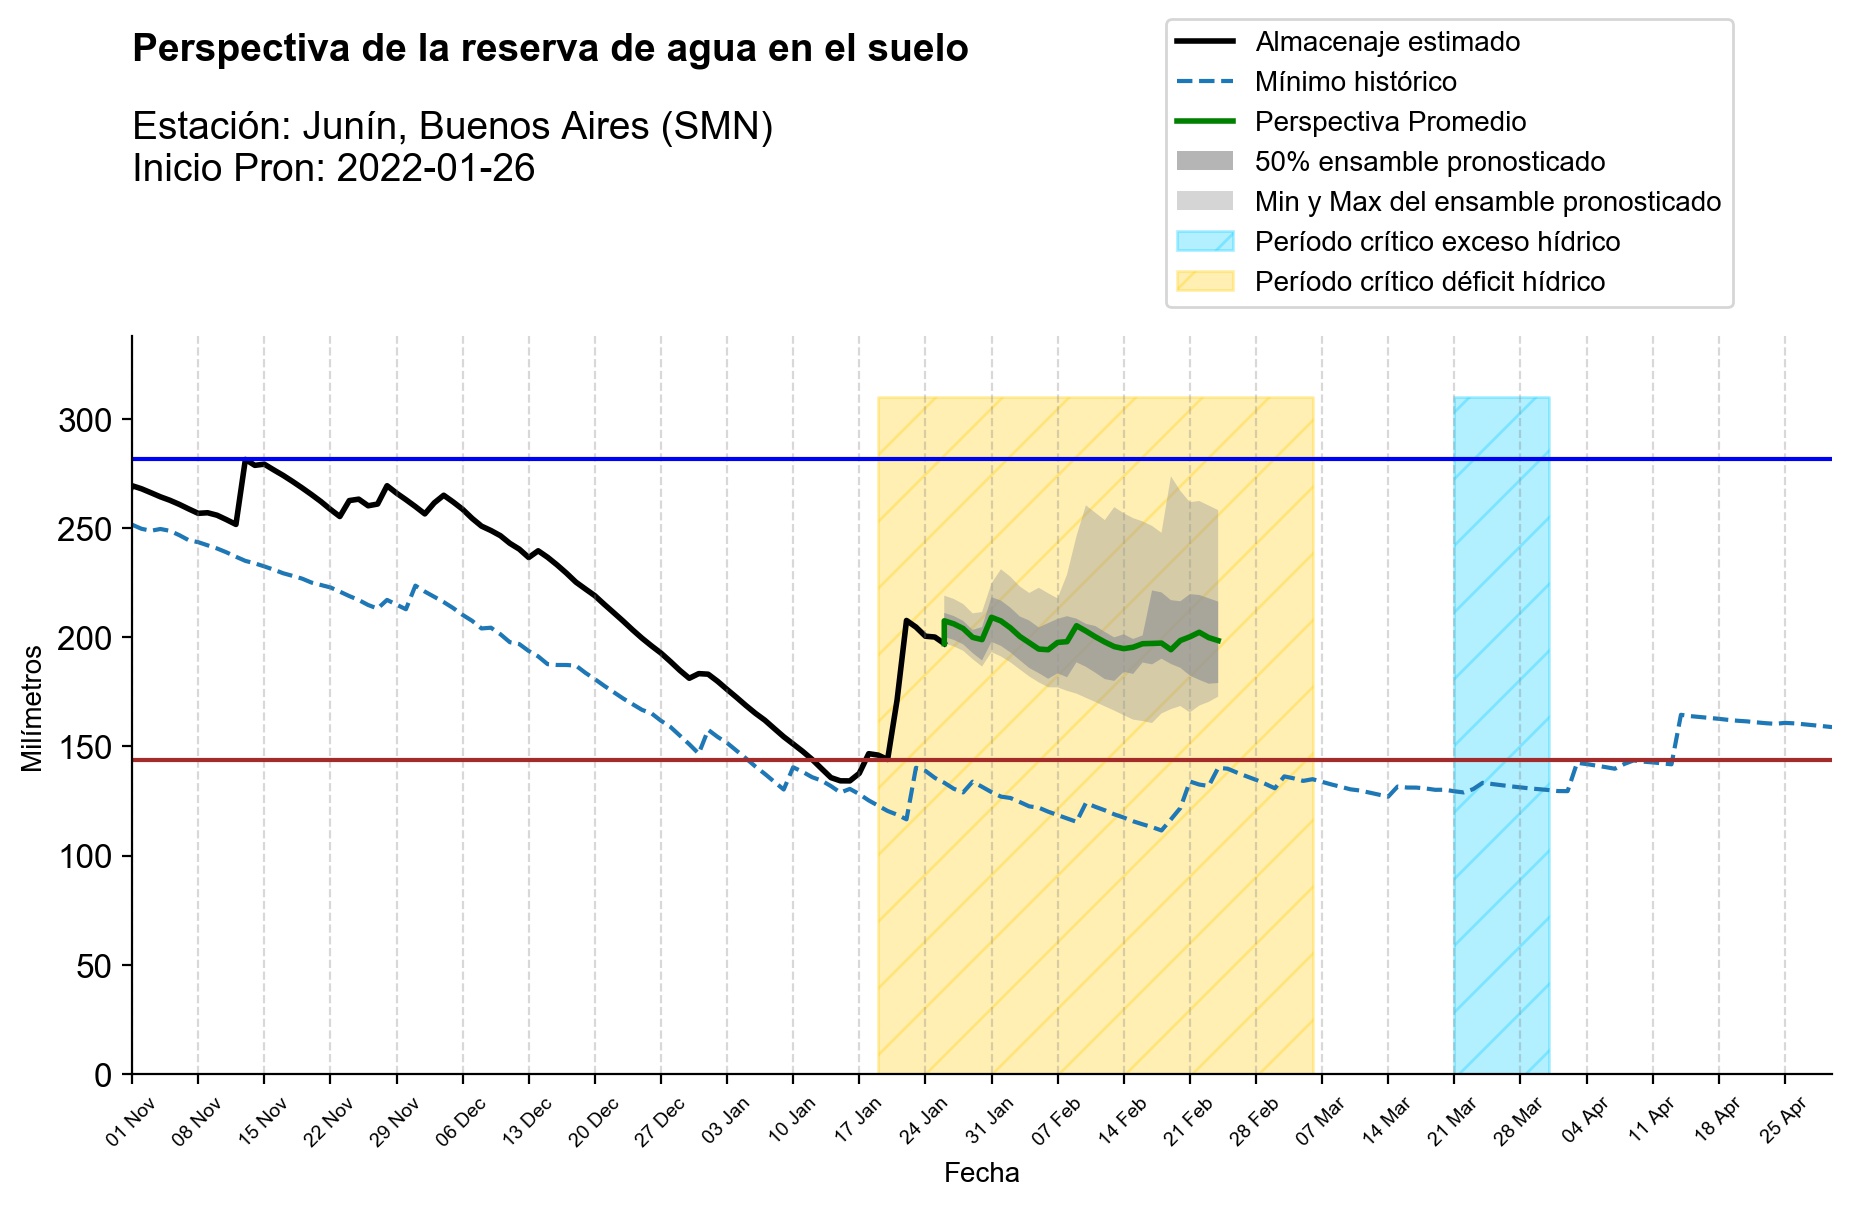 Perspectiva de la reserva de agua en el suelo
Estación: Junín, Buenos Aires (SMN)
Inicio Pron: 2022-01-26
Almacenaje estimado
Mínimo histórico
Perspectiva Promedio
50% ensamble pronosticado
Min y Max del ensamble pronosticado
Período crítico exceso hídrico
Período crítico déficit hídrico
Milímetros
300
250
200
150
100
50
0
01 Nov
08 Nov
15 Nov
22 Nov
29 Nov
06 Dec
13 Dec
20 Dec
27 Dec
03 Jan
10 Jan
17 Jan
24 Jan
31 Jan
07 Feb
14 Feb
21 Feb
28 Feb
07 Mar
14 Mar
21 Mar
28 Mar
04 Apr
11 Apr
18 Apr
25 Apr
Fecha